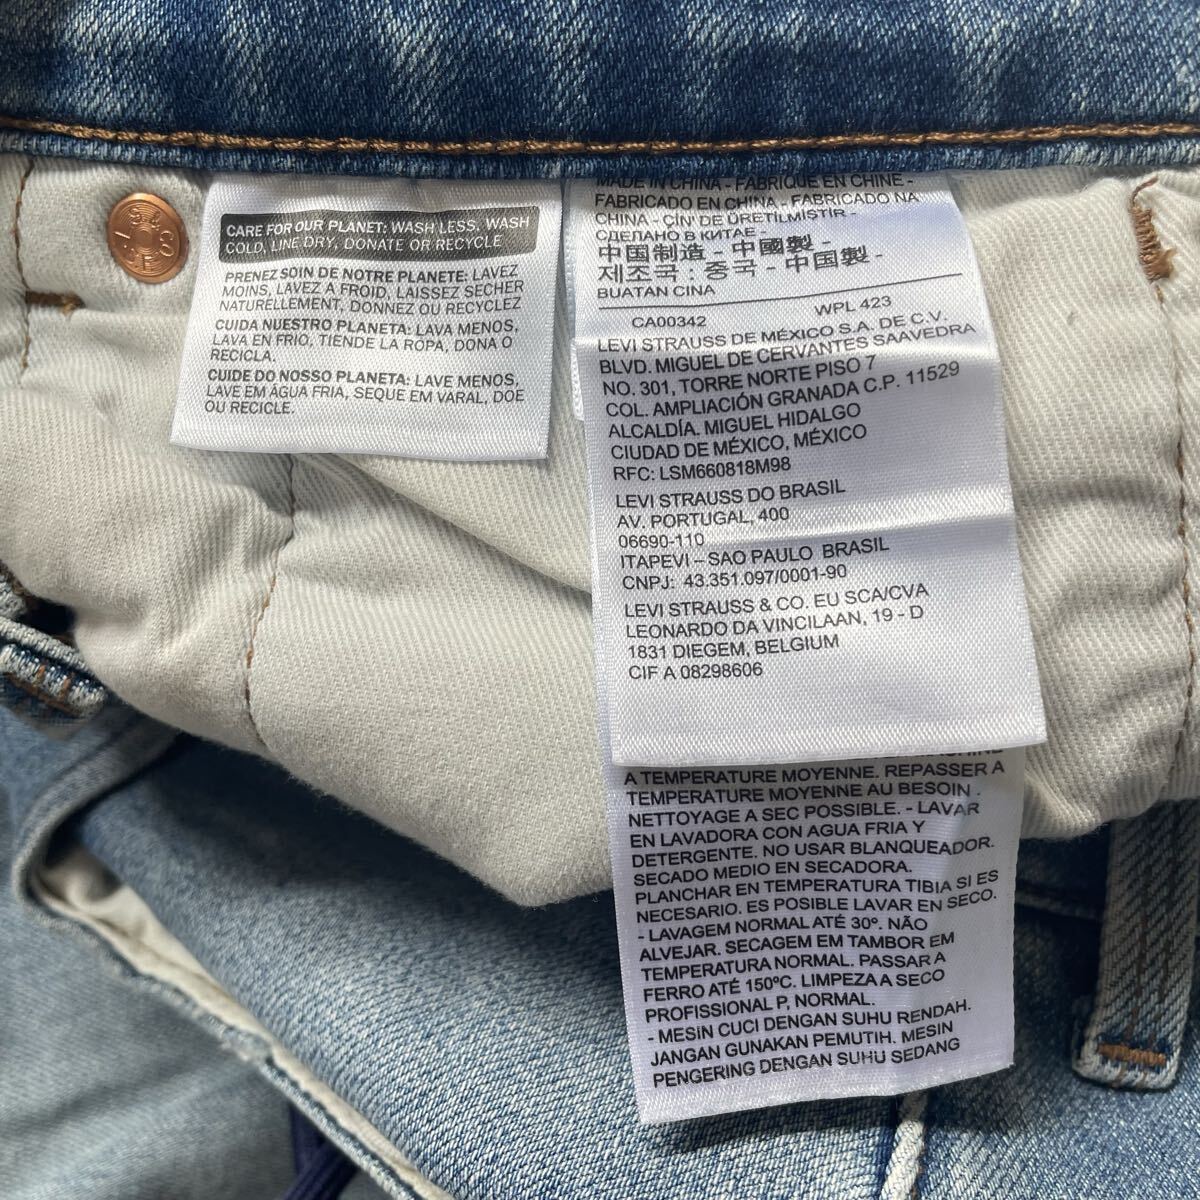 L S & CO S F
CARE FOR OUR PLANET: WASH LESS, WASH
COLD, LINE DRY, DONATE OR RECYCLE
PRENEZ SOIN DE NOTRE PLANETE: LAVEZ
MOINS, LAVEZ A FROID, LAISSEZ SECHER
NATURELLEMENT, DONNEZ OU RECYCLEZ
CUIDA NUESTRO PLANETA: LAVA MENOS,
LAVA EN FRIO, TIENDE LA ROPA, DONA O
RECICLA.
CUIDE DO NOSSO PLANETA: LAVE MENOS,
LAVE EM ÁGUA FRIA, SEQUE EM VARAL, DOE
OU RECICLE.
MADE IN CHINA - FABRIQUE EN CHINE -
FABRICADO EN CHINA - FABRICADO NA
CHINA - ÇİN' DE ÜRETİLMİŞTİR -
СДЕЛАНО В КИТАЕ -
中国制造 - 中國製 -
제조국 : 중국 - 中国製 -
BUATAN CINA
CA00342 WPL 423
LEVI STRAUSS DE MÉXICO S.A. DE C.V.
BLVD. MIGUEL DE CERVANTES SAAVEDRA
NO. 301, TORRE NORTE PISO 7
COL. AMPLIACIÓN GRANADA C.P. 11529
ALCALDÍA. MIGUEL HIDALGO
CIUDAD DE MÉXICO, MÉXICO
RFC: LSM660818M98
LEVI STRAUSS DO BRASIL
AV. PORTUGAL, 400
06690-110
ITAPEVI – SAO PAULO BRASIL
CNPJ: 43.351.097/0001-90
LEVI STRAUSS & CO. EU SCA/CVA
LEONARDO DA VINCILAAN, 19 - D
1831 DIEGEM, BELGIUM
CIF A 08298606
MACHINE
A TEMPERATURE MOYENNE. REPASSER A
TEMPERATURE MOYENNE AU BESOIN .
NETTOYAGE A SEC POSSIBLE. - LAVAR
EN LAVADORA CON AGUA FRIA Y
DETERGENTE. NO USAR BLANQUEADOR.
SECADO MEDIO EN SECADORA.
PLANCHAR EN TEMPERATURA TIBIA SI ES
NECESARIO. ES POSIBLE LAVAR EN SECO.
- LAVAGEM NORMAL ATÉ 30º. NÃO
ALVEJAR. SECAGEM EM TAMBOR EM
TEMPERATURA NORMAL. PASSAR A
FERRO ATÉ 150ºC. LIMPEZA A SECO
PROFISSIONAL P, NORMAL.
- MESIN CUCI DENGAN SUHU RENDAH.
JANGAN GUNAKAN PEMUTIH. MESIN
PENGERING DENGAN SUHU SEDANG